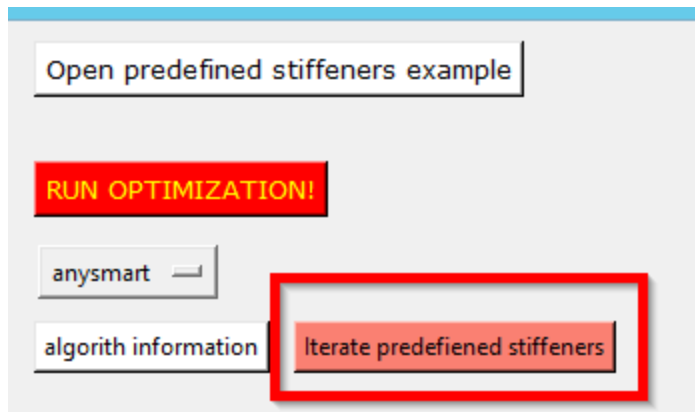 Open predefined stiffeners example
RUN OPTIMIZATION!
anysmart
algorith information
Iterate predefiened stiffeners